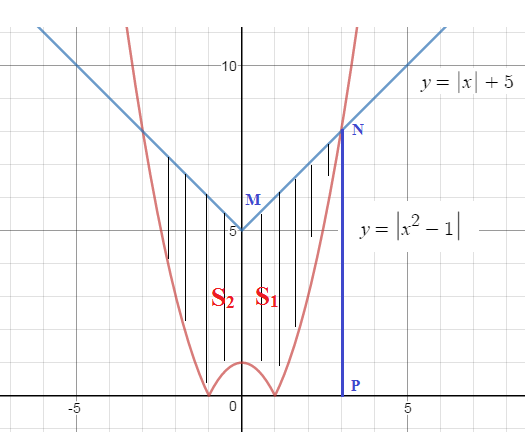 10
y = |x| + 5
N
M
y = |x² − 1|
5
S₂ S₁
P
-5 0 5